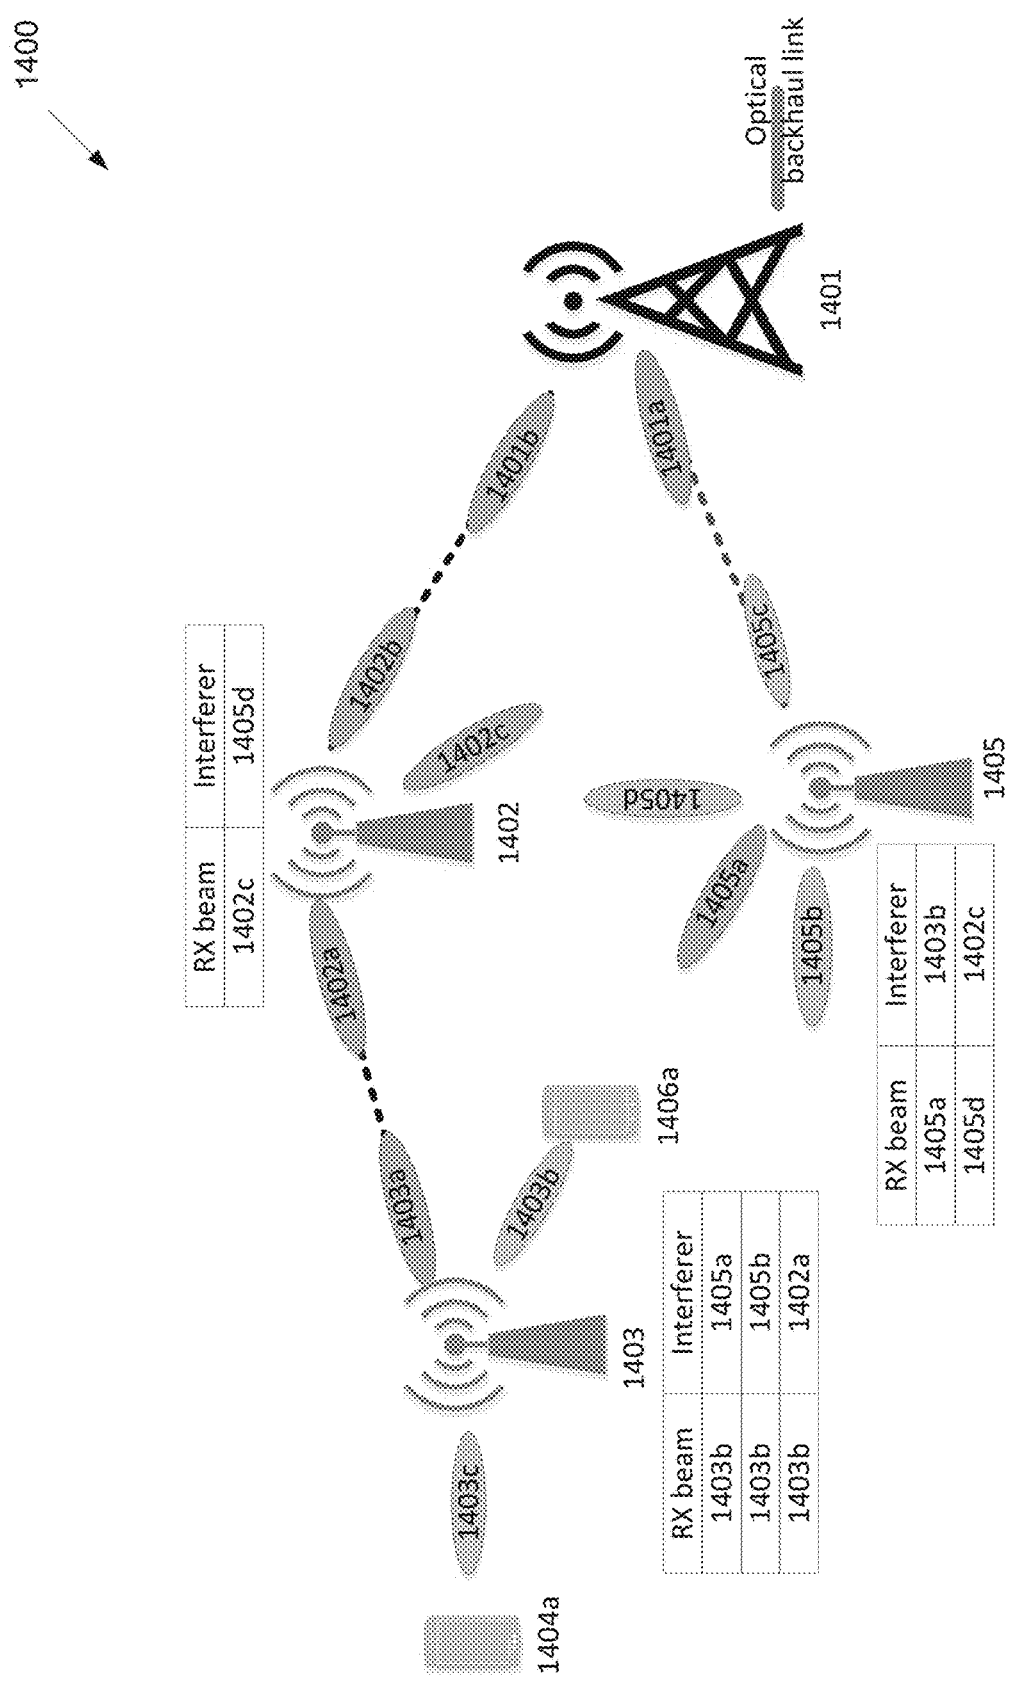 1400
Optical
backhaul link
1401
1401a
1401b
RX beam Interferer
1402c 1405d
1402b
1402c
1402a
1402
1405c
1405d
1405a
1405b
1405
RX beam Interferer
1405a 1403b
1405d 1402c
1403a
1403b
1406a
1403
1403c
1404a
RX beam Interferer
1403b 1405a
1403b 1405b
1403b 1402a